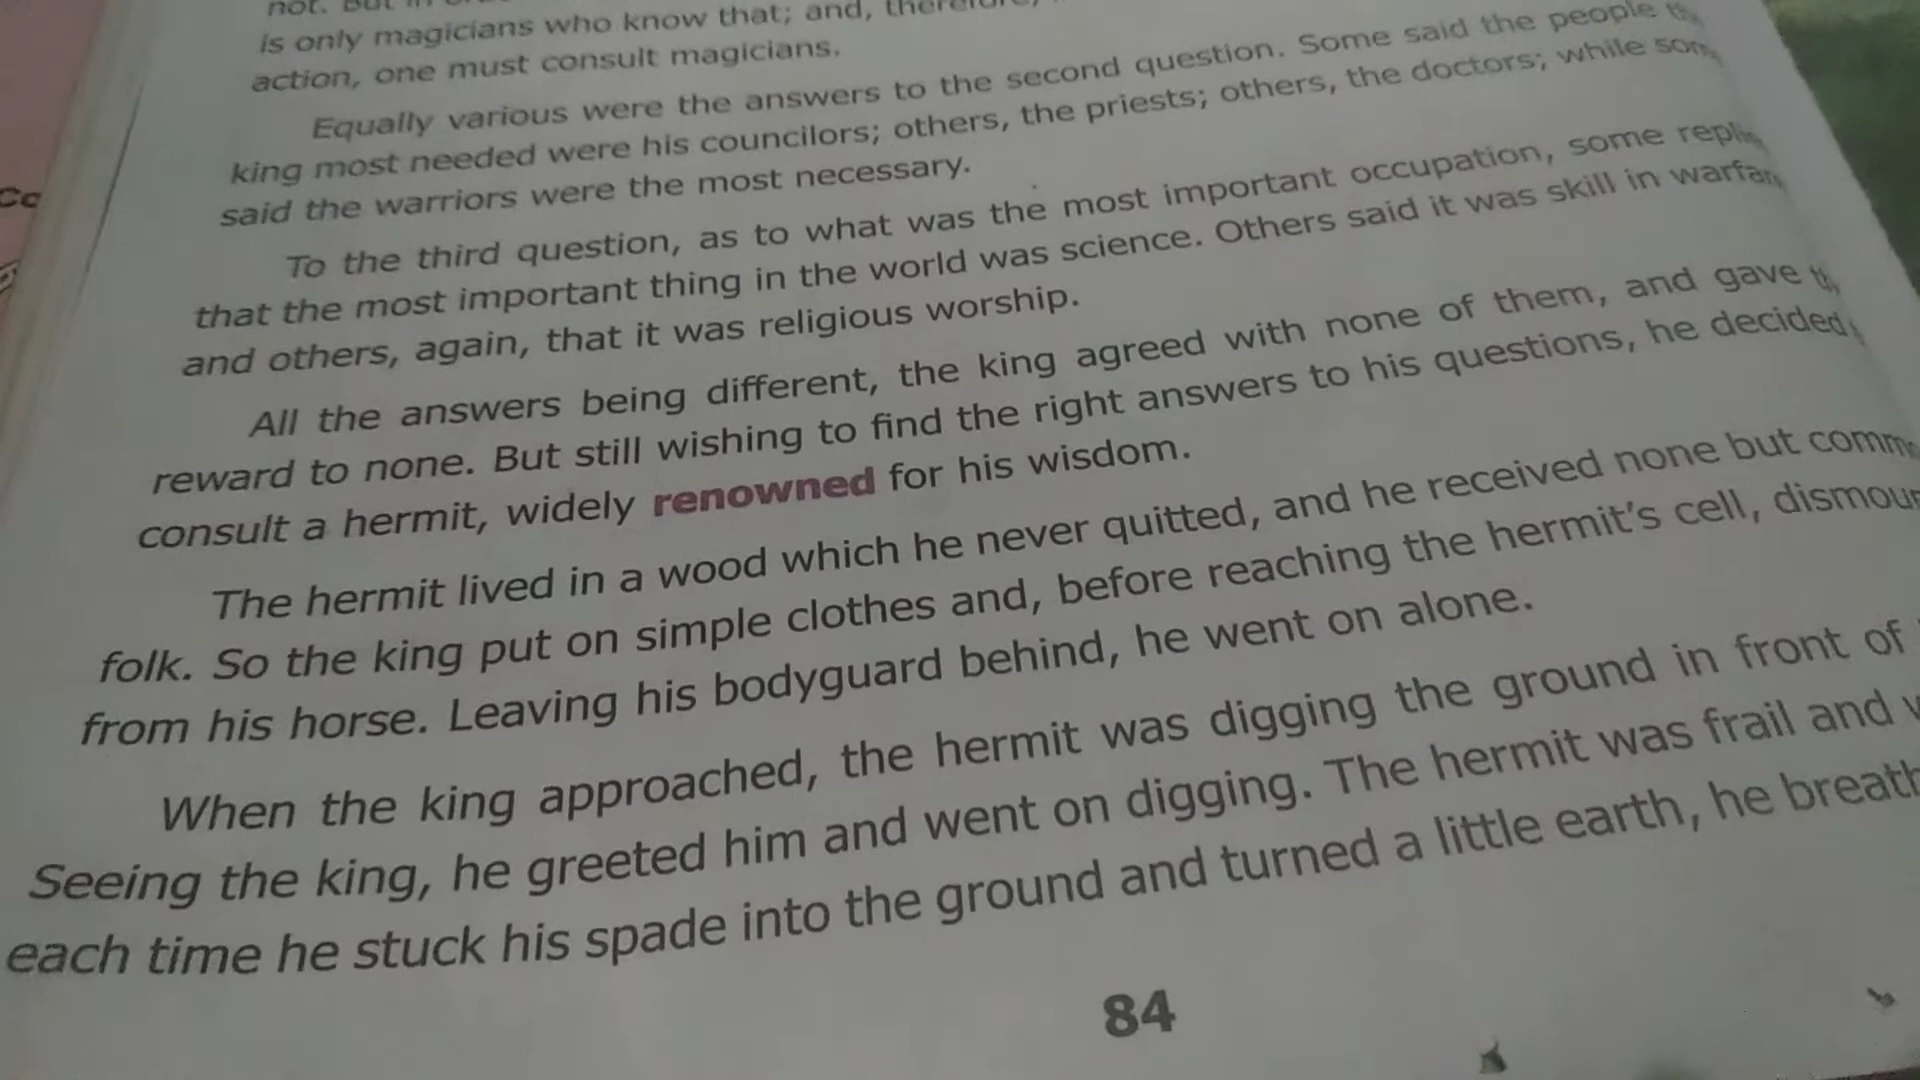 not. But in
is only magicians who know that; and, therefore,
action, one must consult magicians.
Equally various were the answers to the second question. Some said the people
king most needed were his councilors; others, the priests; others, the doctors; while
said the warriors were the most necessary.
To the third question, as to what was the most important occupation, some
that the most important thing in the world was science. Others said it was skill in
and others, again, that it was religious worship.
All the answers being different, the king agreed with none of them, and gave
reward to none. But still wishing to find the right answers to his questions, he decided
consult a hermit, widely renowned for his wisdom.
The hermit lived in a wood which he never quitted, and he received none but
folk. So the king put on simple clothes and, before reaching the hermit's cell,
from his horse. Leaving his bodyguard behind, he went on alone.
When the king approached, the hermit was digging the ground in front of
Seeing the king, he greeted him and went on digging. The hermit was frail and
each time he stuck his spade into the ground and turned a little earth, he
84